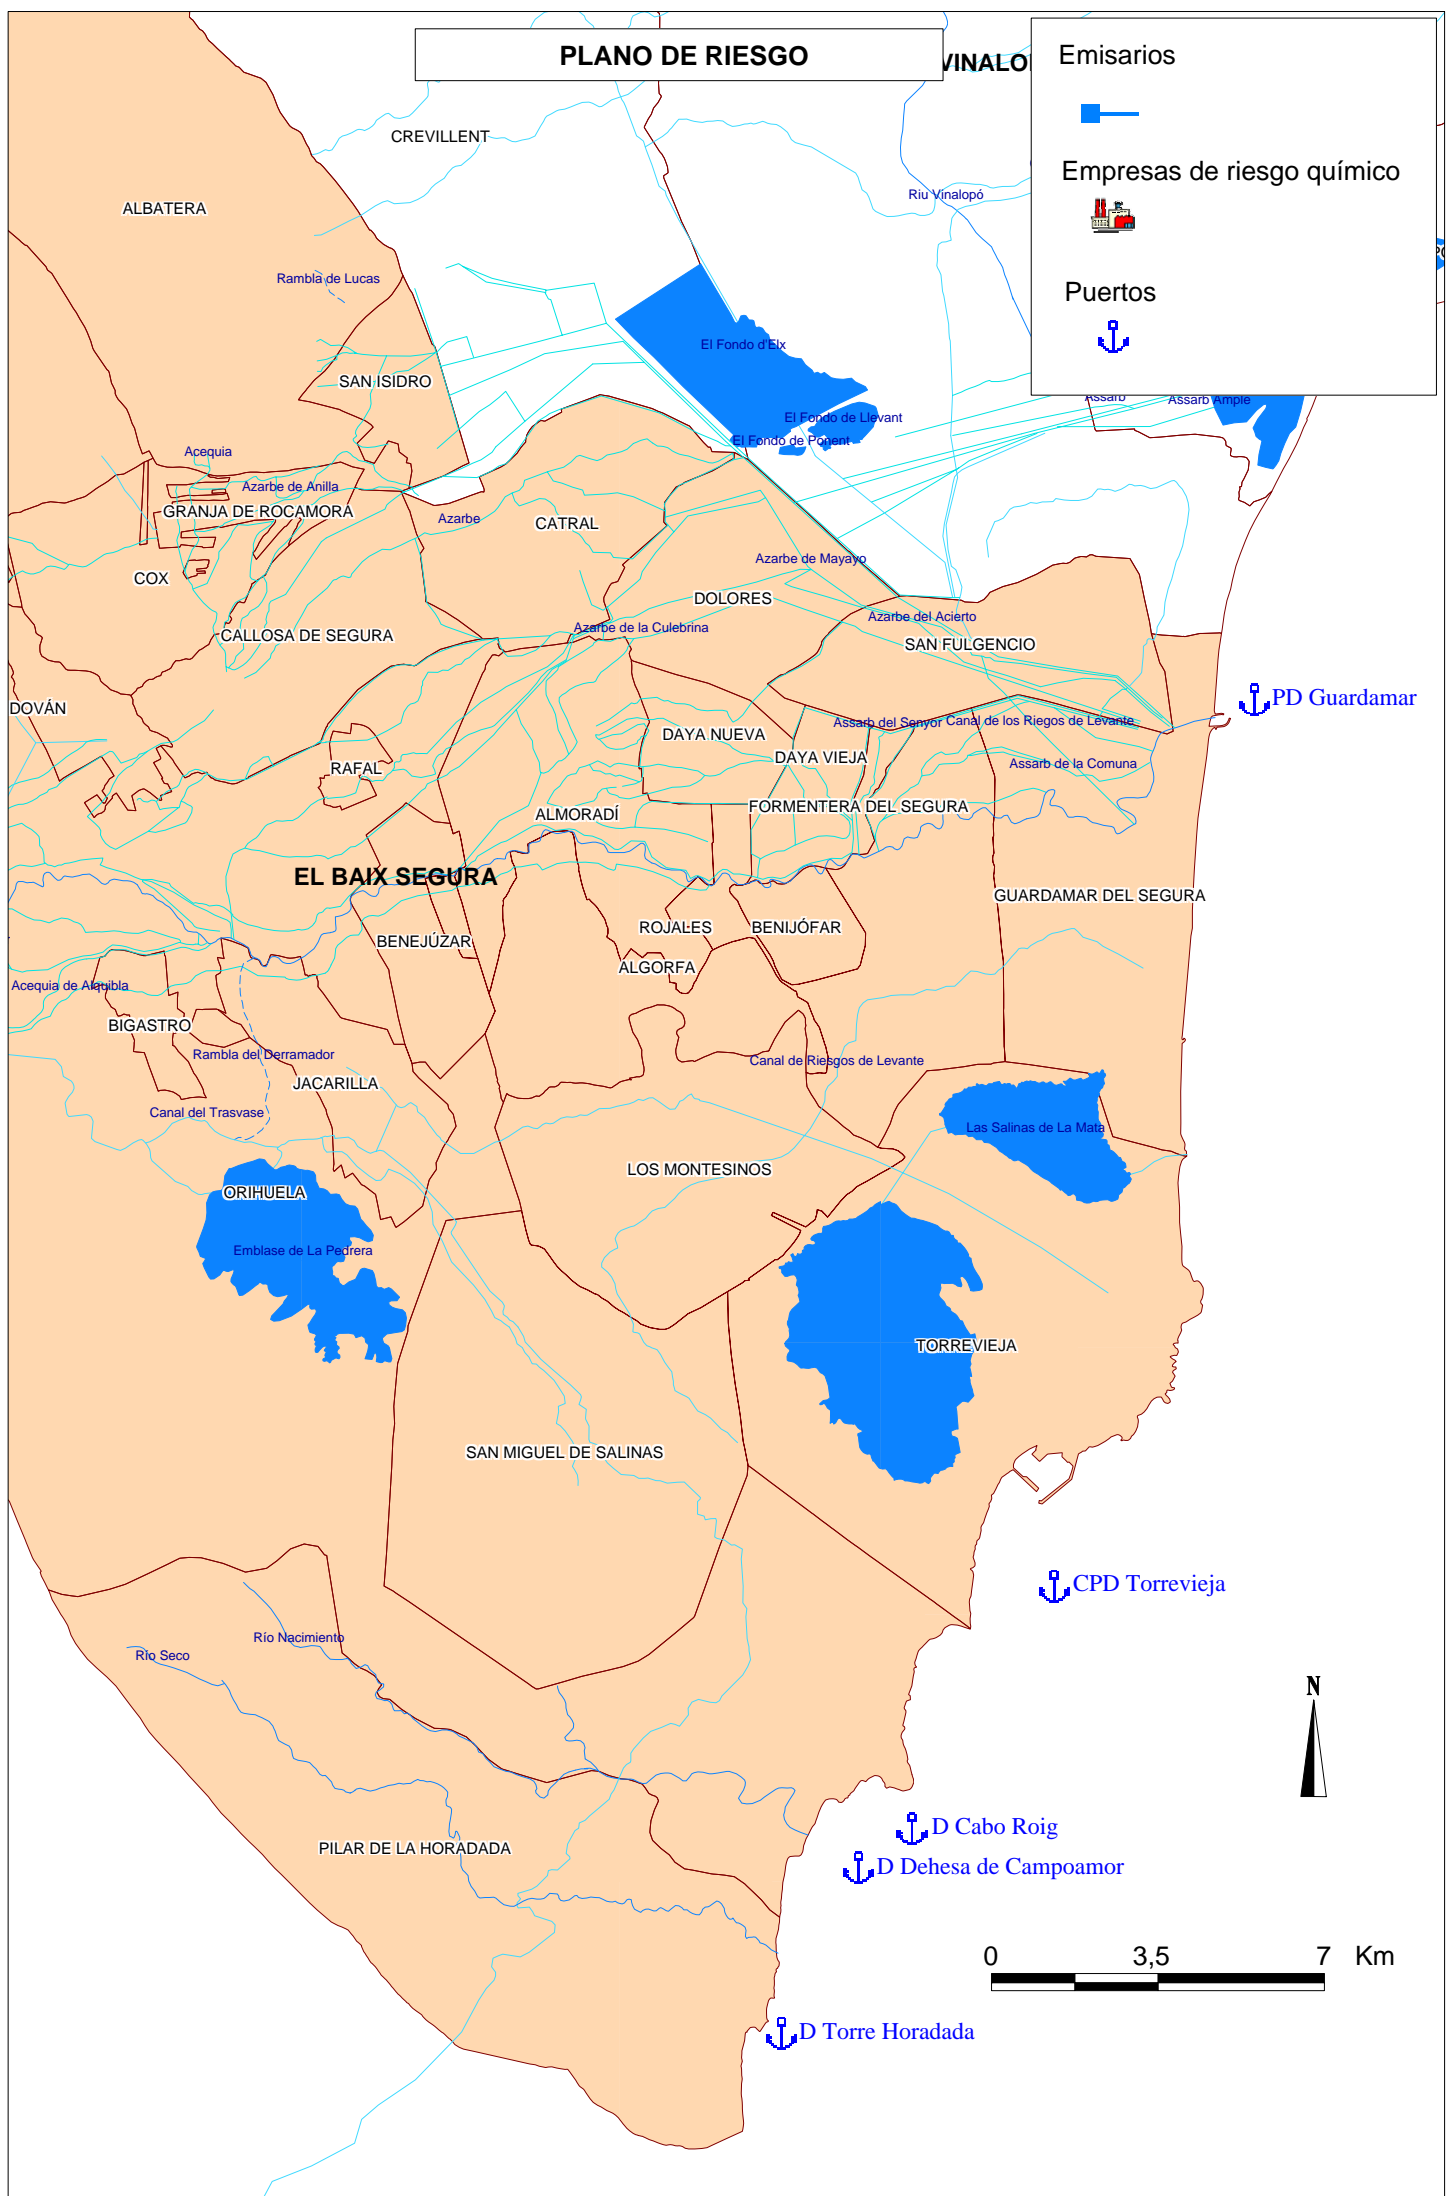 PLANO DE RIESGO
VINALO
Emisarios
Empresas de riesgo químico
Puertos
CREVILLENT
Riu Vinalopó
ALBATERA
Rambla de Lucas
El Fondo d'Elx
SAN ISIDRO
Assarb
Assarb Ample
El Fondo de Llevant
El Fondo de Ponent
Acequia
Azarbe de Anilla
GRANJA DE ROCAMORA
Azarbe
CATRAL
Azarbe de Mayayo
COX
DOLORES
Azarbe del Acierto
Azarbe de la Culebrina
CALLOSA DE SEGURA
SAN FULGENCIO
PD Guardamar
DOVÁN
Assarb del Senyor
Canal de los Riegos de Levante
DAYA NUEVA
DAYA VIEJA
Assarb de la Comuna
RAFAL
FORMENTERA DEL SEGURA
ALMORADÍ
EL BAIX SEGURA
GUARDAMAR DEL SEGURA
ROJALES
BENIJÓFAR
BENEJÚZAR
ALGORFA
Acequia de Alquibla
BIGASTRO
Rambla del Derramador
Canal de Riesgos de Levante
JACARILLA
Canal del Trasvase
Las Salinas de La Mata
LOS MONTESINOS
ORIHUELA
Emblase de La Pedrera
TORREVIEJA
SAN MIGUEL DE SALINAS
CPD Torrevieja
Río Nacimiento
Río Seco
N
D Cabo Roig
PILAR DE LA HORADADA
D Dehesa de Campoamor
0 3,5 7 Km
D Torre Horadada